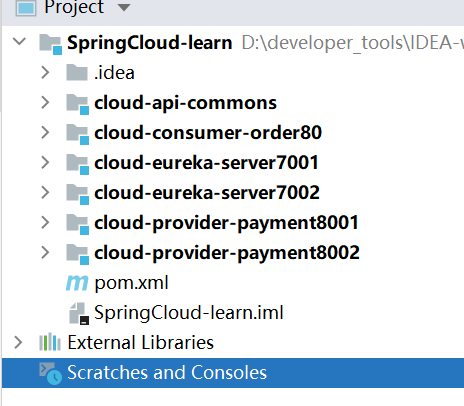 Project
SpringCloud-learn D:\developer_tools\IDEA-
.idea
cloud-api-commons
cloud-consumer-order80
cloud-eureka-server7001
cloud-eureka-server7002
cloud-provider-payment8001
cloud-provider-payment8002
pom.xml
SpringCloud-learn.iml
External Libraries
Scratches and Consoles